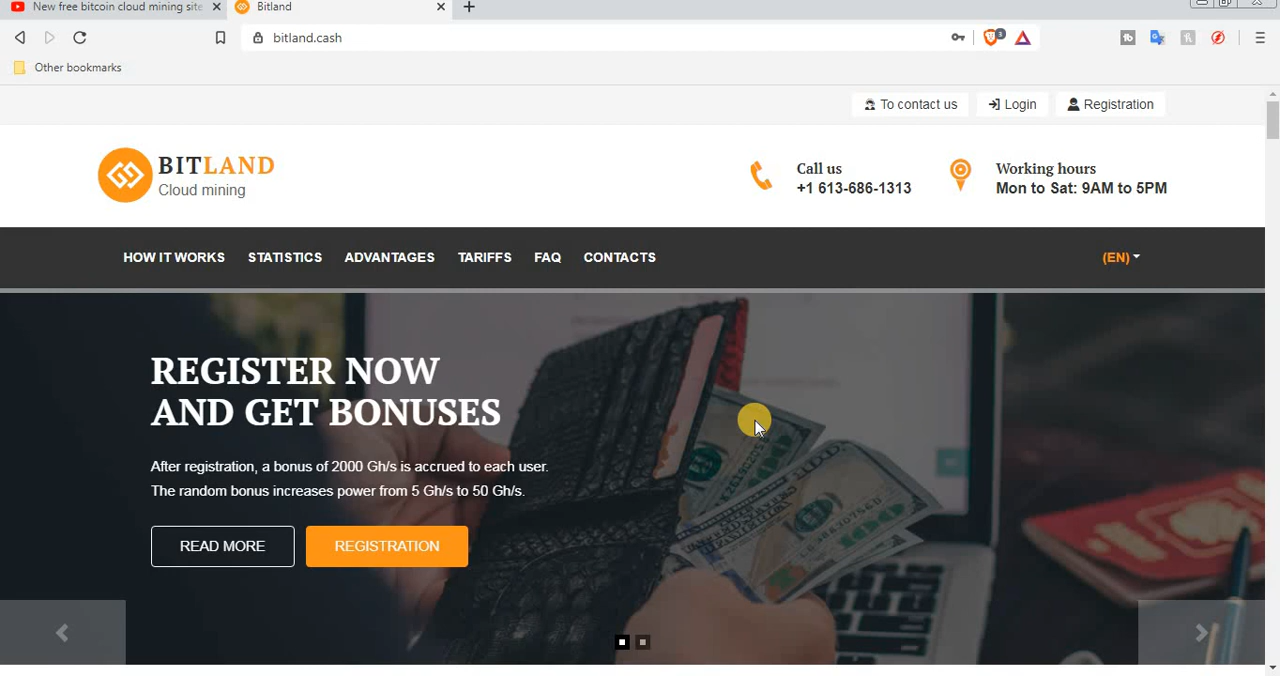 New free bitcoin cloud mining site
Bitland
bitland.cash
3
Other bookmarks
To contact us
Login
Registration
BITLAND
Cloud mining
Call us
+1 613-686-1313
Working hours
Mon to Sat: 9AM to 5PM
HOW IT WORKS
STATISTICS
ADVANTAGES
TARIFFS
FAQ
CONTACTS
(EN)
REGISTER NOW
AND GET BONUSES
After registration, a bonus of 2000 Gh/s is accrued to each user.
The random bonus increases power from 5 Gh/s to 50 Gh/s.
READ MORE
REGISTRATION